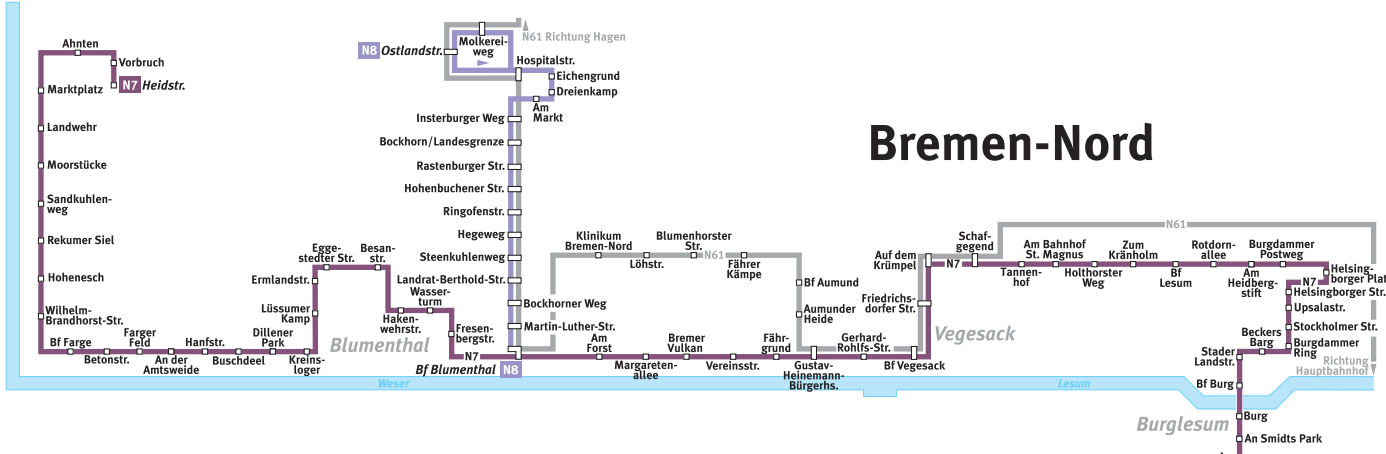 Ahnten
Vorbruch
N7 Heidstr.
Marktplatz
Landwehr
Moorstücke
Sandkuhlen-
weg
Rekumer Siel
Hohenesch
Wilhelm-
Brandhorst-Str.
Bf Farge
Betonstr.
Farger
Feld
An der
Amtsweide
Hanfstr.
Buschdeel
Dillener
Park
Kreins-
loger
Lüssumer
Kamp
Ermlandstr.
Egge-
stedter Str.
Besan-
str.
Haken-
wehrstr.
Wasser-
turm
Fresen-
bergstr.
Blumenthal
N7
Bf Blumenthal
N8
N8 Ostlandstr.
Molkerei-
weg
N61 Richtung Hagen
Hospitalstr.
Eichengrund
Dreienkamp
Am
Markt
Insterburger Weg
Bockhorn/Landesgrenze
Rastenburger Str.
Hohenbuchener Str.
Ringofenstr.
Hegeweg
Steenkuhlenweg
Landrat-Berthold-Str.
Bockhorner Weg
Martin-Luther-Str.
Bremen-Nord
Klinikum
Bremen-Nord
Löhstr.
Blumenhorster
Str.
N61
Fährer
Kämpe
Bf Aumund
Aumunder
Heide
Am
Forst
Margareten-
allee
Bremer
Vulkan
Vereinsstr.
Fähr-
grund
Gustav-
Heinemann-
Bürgerhs.
Gerhard-
Rohlfs-Str.
Bf Vegesack
Vegesack
Friedrichs-
dorfer Str.
Auf dem
Krümpel
N7
Schaf-
gegend
N61
Tannen-
hof
Am Bahnhof
St. Magnus
Holthorster
Weg
Zum
Kränholm
Bf
Lesum
Rotdorn-
allee
Am
Heidberg-
stift
Burgdammer
Postweg
Helsing-
borger Plat
N7
Helsingborger Str.
Upsalastr.
Stockholmer Str.
Burgdammer
Ring
Beckers
Barg
Stader
Landstr.
Richtung
Hauptbahnhof
Bf Burg
Weser
Lesum
Burglesum
Burg
An Smidts Park